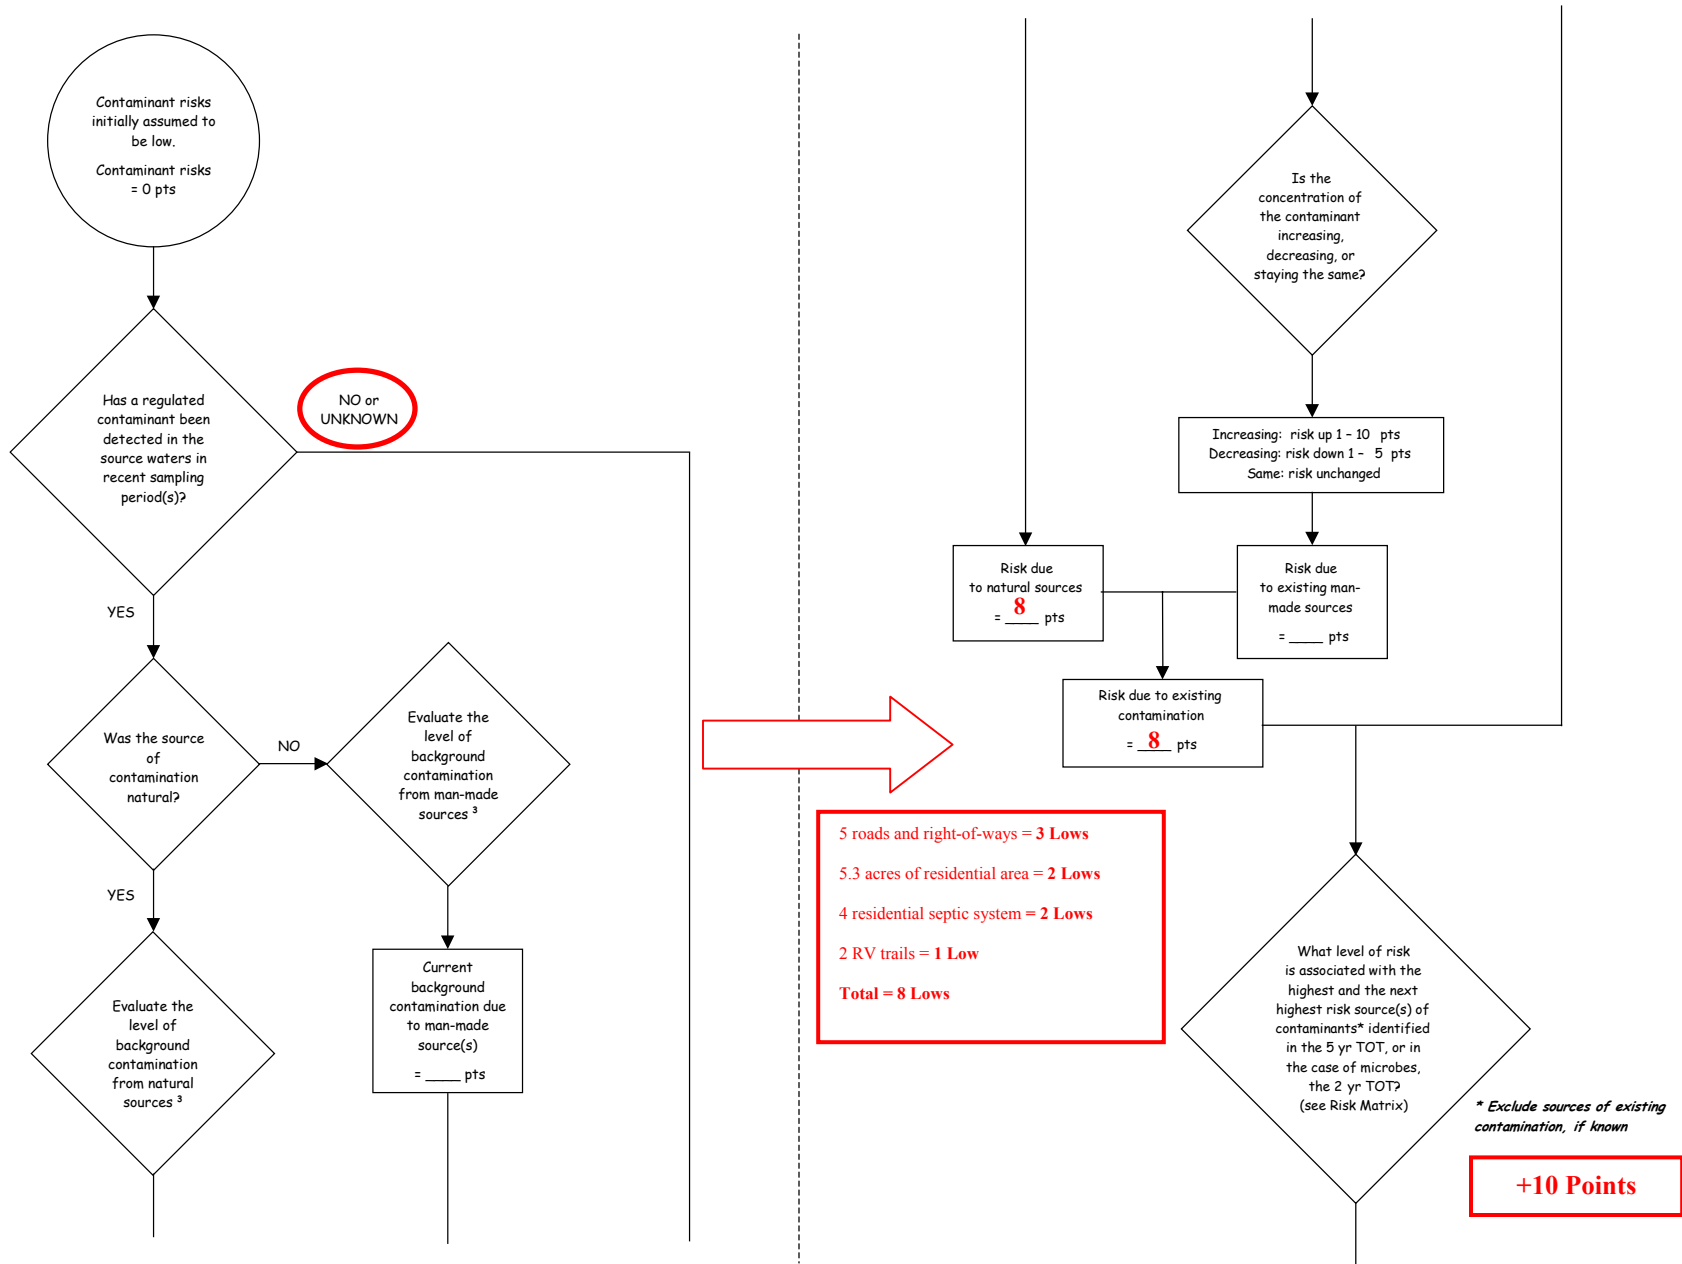 Contaminant risks
initially assumed to
be low.
Contaminant risks
= 0 pts
Has a regulated
contaminant been
detected in the
source waters in
recent sampling
period(s)?
NO or
UNKNOWN
YES
Was the source
of
contamination
natural?
NO
Evaluate the
level of
background
contamination
from man-made
sources ³
YES
Evaluate the
level of
background
contamination
from natural
sources ³
Current
background
contamination due
to man-made
source(s)
= ____ pts
Is the
concentration of
the contaminant
increasing,
decreasing, or
staying the same?
Increasing: risk up 1 – 10 pts
Decreasing: risk down 1 – 5 pts
Same: risk unchanged
Risk due
to natural sources
= 8 pts
Risk due
to existing man-
made sources
= ____ pts
Risk due to existing
contamination
= 8 pts
5 roads and right-of-ways = 3 Lows
5.3 acres of residential area = 2 Lows
4 residential septic system = 2 Lows
2 RV trails = 1 Low
Total = 8 Lows
What level of risk
is associated with the
highest and the next
highest risk source(s) of
contaminants* identified
in the 5 yr TOT, or in
the case of microbes,
the 2 yr TOT?
(see Risk Matrix)
* Exclude sources of existing
contamination, if known
+10 Points